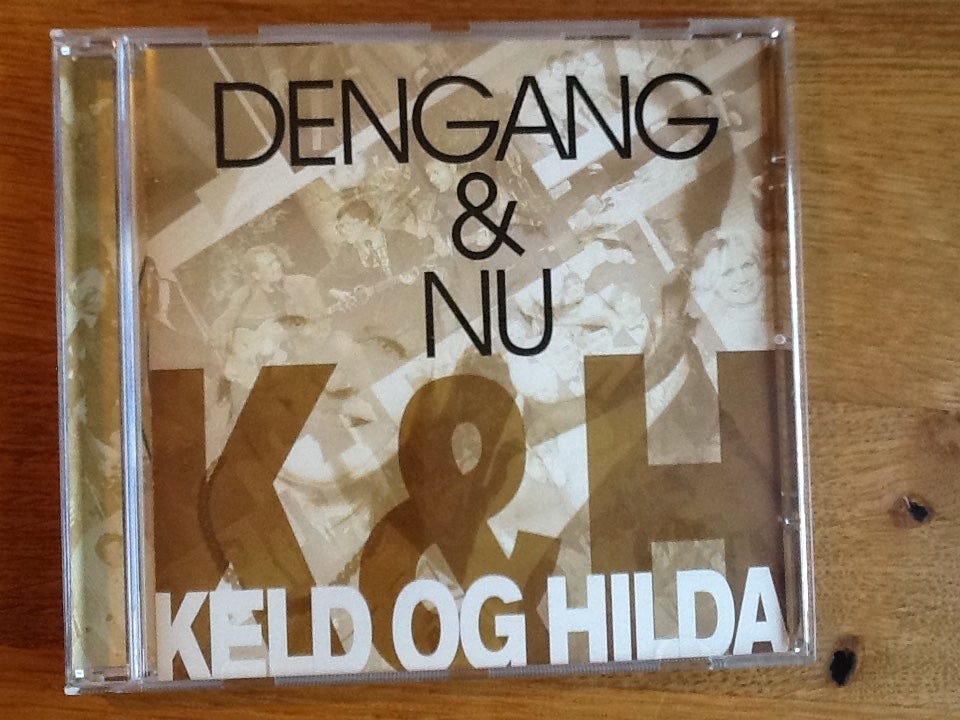 DENGANG
&
NU
K&H
KELD OG HILDA